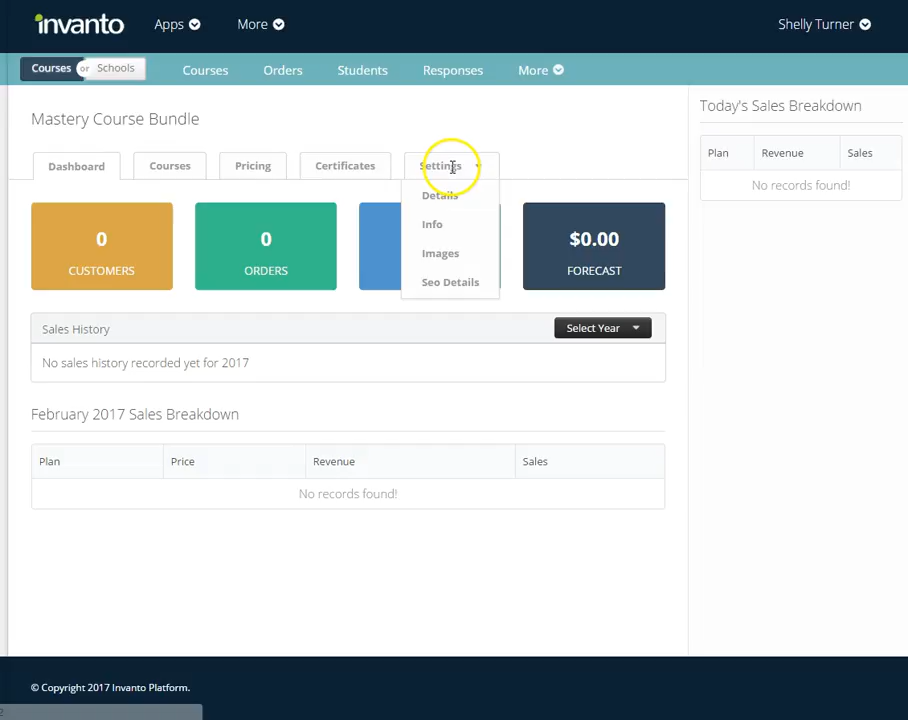 invanto
Apps
More
Shelly Turner
Courses or Schools
Courses
Orders
Students
Responses
More
Mastery Course Bundle
Today's Sales Breakdown
Dashboard
Courses
Pricing
Certificates
Settings
Plan
Revenue
Sales
No records found!
Details
Info
Images
Seo Details
0
CUSTOMERS
0
ORDERS
$0.00
FORECAST
Sales History
Select Year
No sales history recorded yet for 2017
February 2017 Sales Breakdown
Plan
Price
Revenue
Sales
No records found!
© Copyright 2017 Invanto Platform.